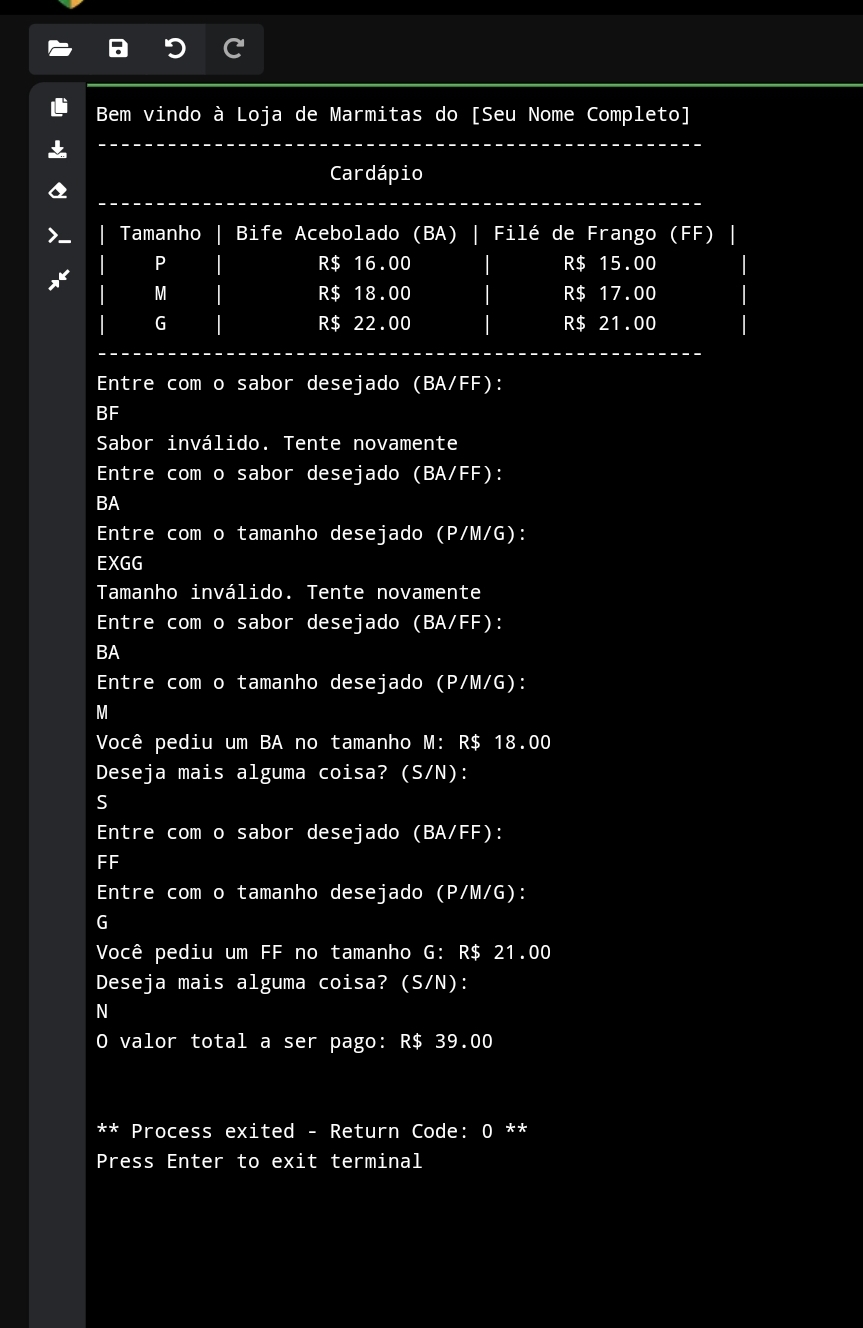 Bem vindo à Loja de Marmitas do [Seu Nome Completo]
----------------------------------------------------
                    Cardápio
----------------------------------------------------
| Tamanho | Bife Acebolado (BA) | Filé de Frango (FF) |
|    P    |        R$ 16.00      |      R$ 15.00       |
|    M    |        R$ 18.00      |      R$ 17.00       |
|    G    |        R$ 22.00      |      R$ 21.00       |
----------------------------------------------------
Entre com o sabor desejado (BA/FF):
BF
Sabor inválido. Tente novamente
Entre com o sabor desejado (BA/FF):
BA
Entre com o tamanho desejado (P/M/G):
EXGG
Tamanho inválido. Tente novamente
Entre com o sabor desejado (BA/FF):
BA
Entre com o tamanho desejado (P/M/G):
M
Você pediu um BA no tamanho M: R$ 18.00
Deseja mais alguma coisa? (S/N):
S
Entre com o sabor desejado (BA/FF):
FF
Entre com o tamanho desejado (P/M/G):
G
Você pediu um FF no tamanho G: R$ 21.00
Deseja mais alguma coisa? (S/N):
N
O valor total a ser pago: R$ 39.00
** Process exited - Return Code: 0 **
Press Enter to exit terminal